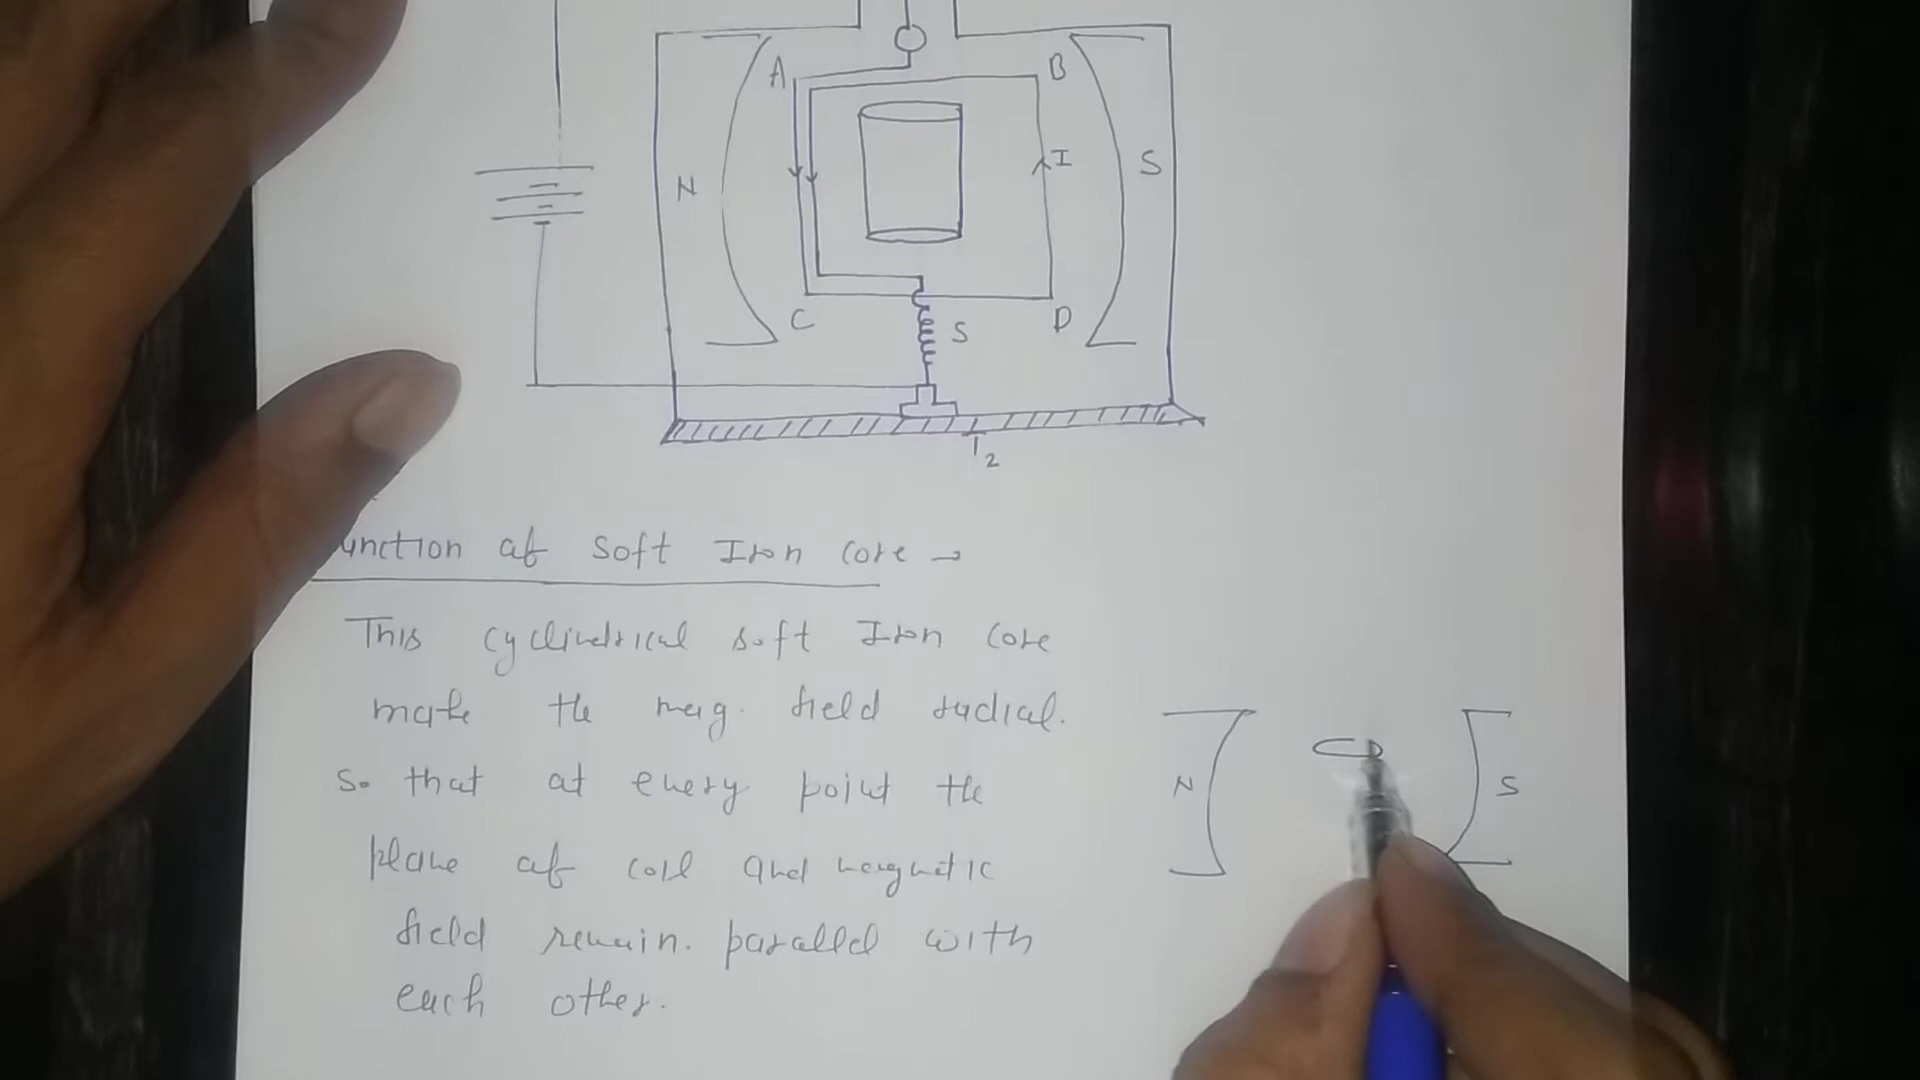 A B
N I S
C S D
T2
unction of Soft Iron Core →
This cyclindrical soft Iron Core
make the mag. field radial.
So that at every point the
N S
plane of coil and magnetic
field remain. parallel with
each other.